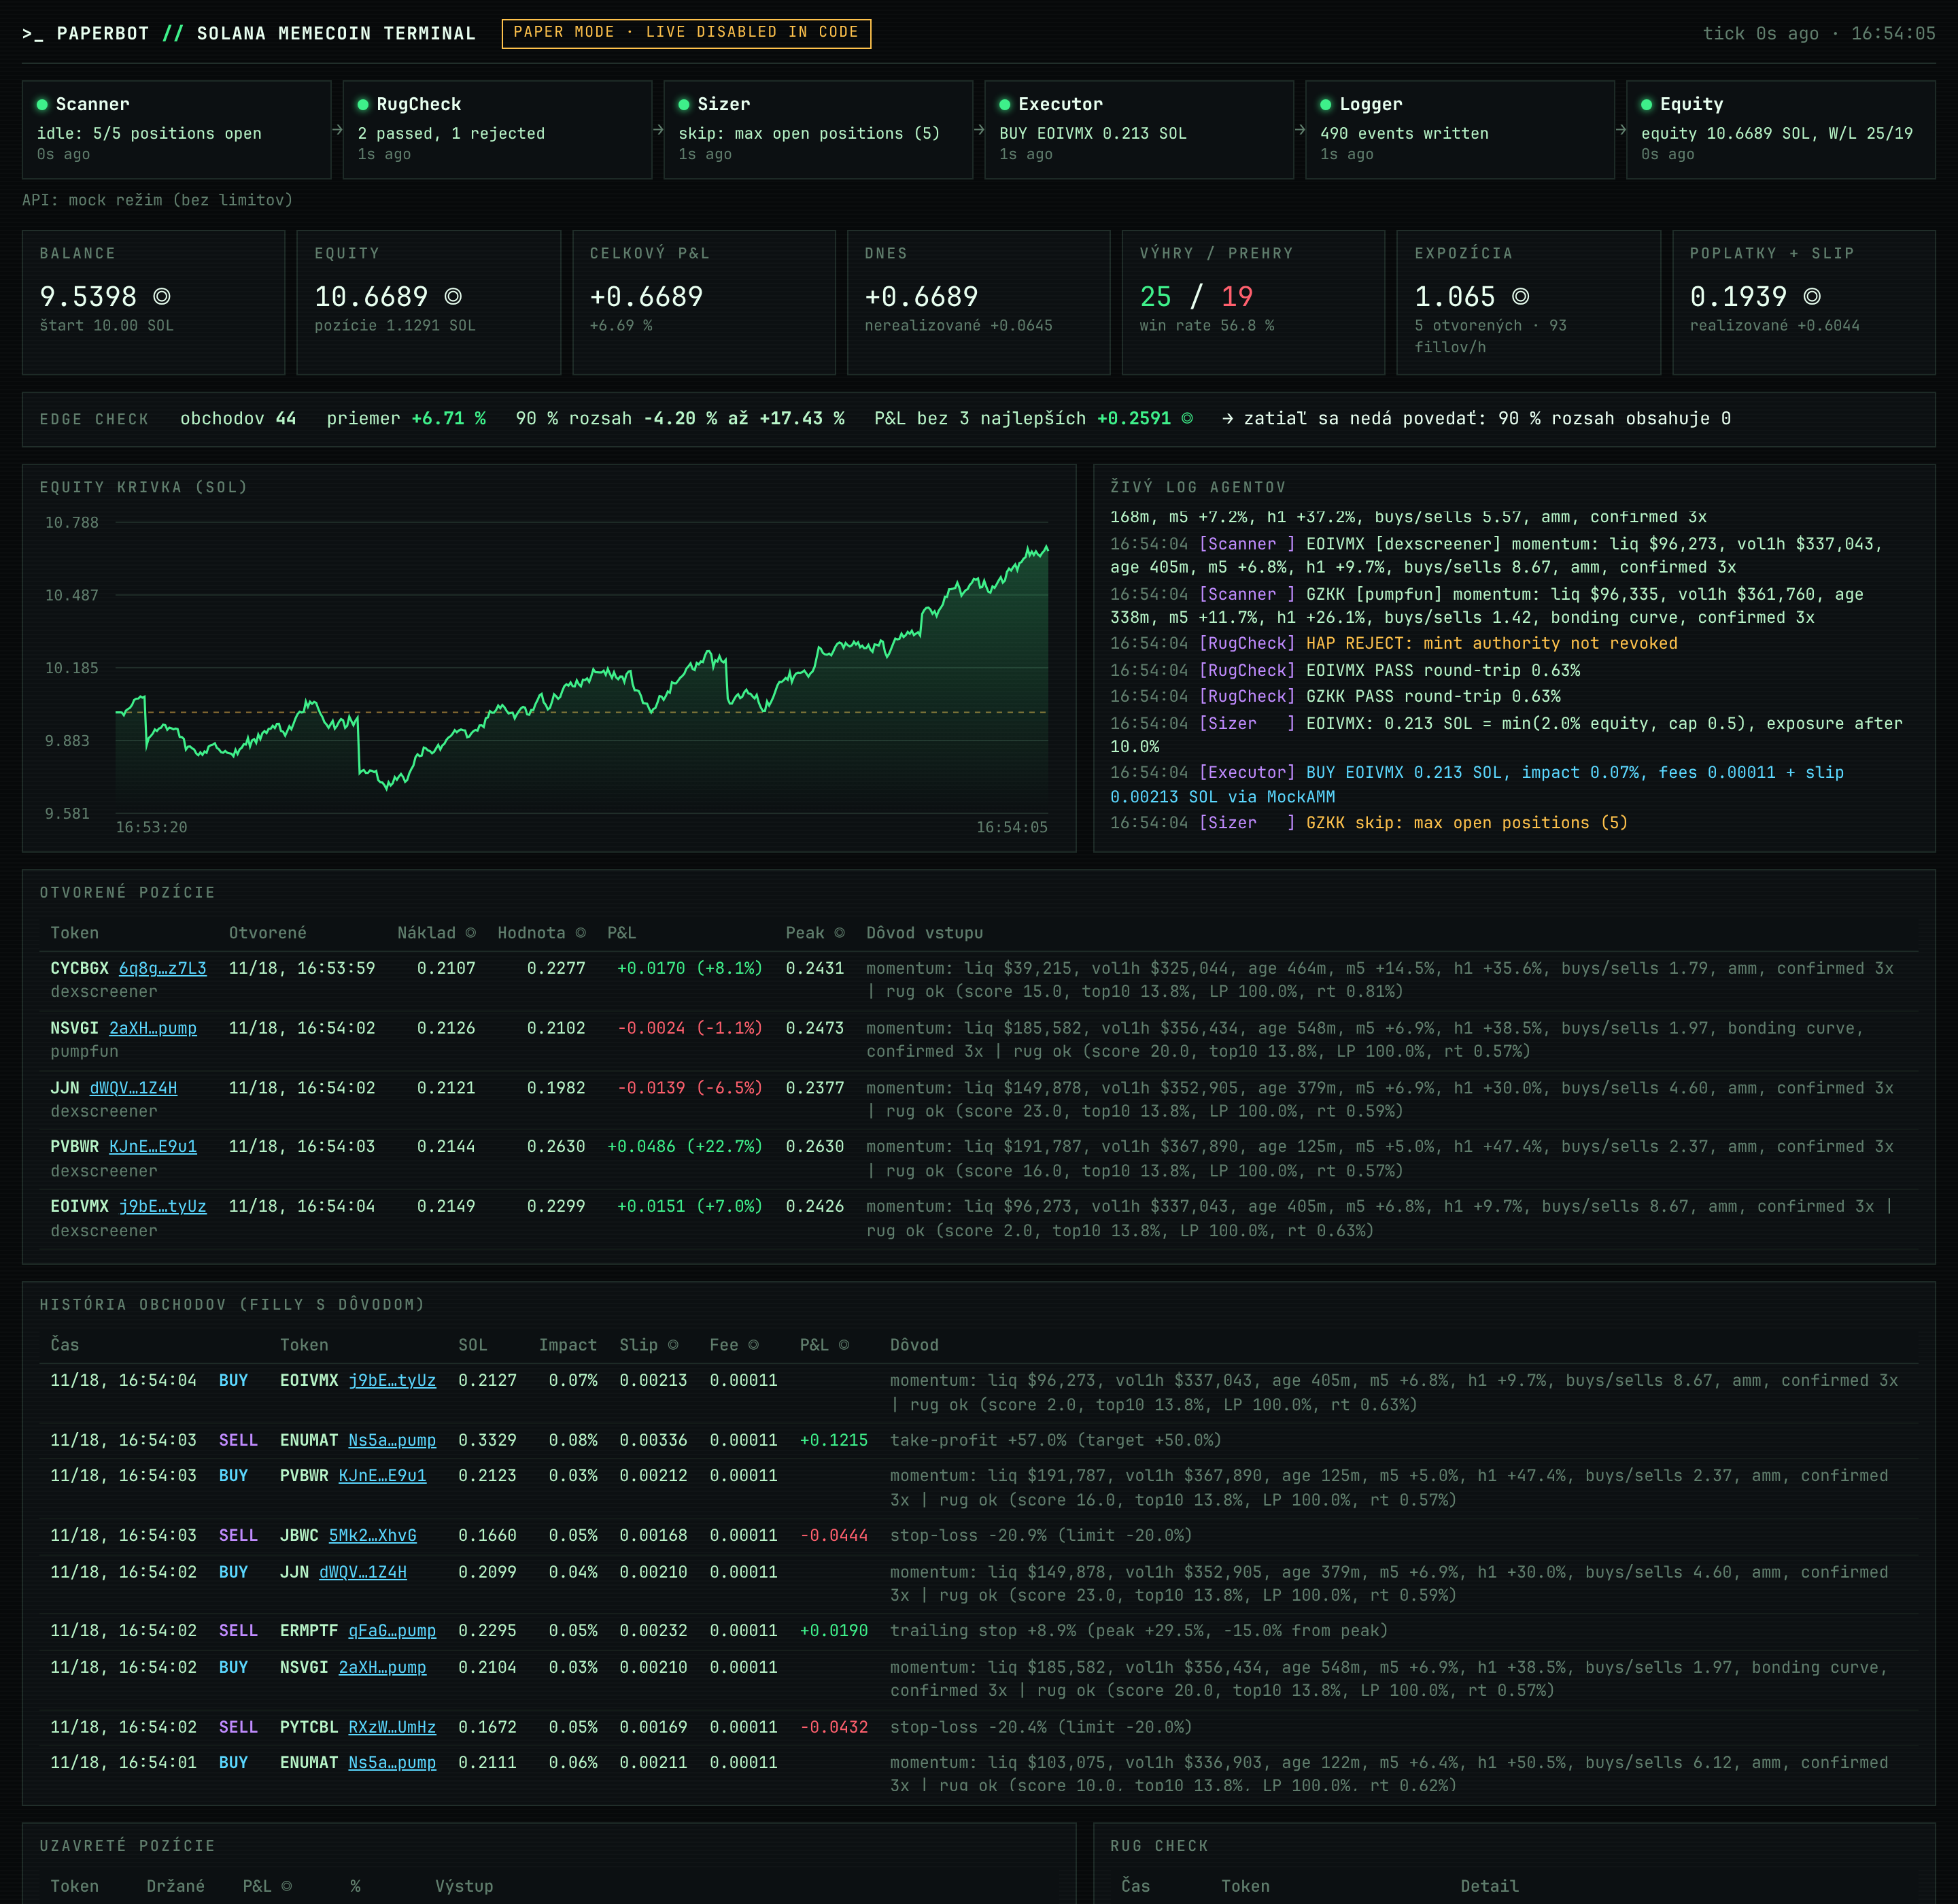 >_ PAPERBOT // SOLANA MEMECOIN TERMINAL PAPER MODE · LIVE DISABLED IN CODE tick 0s ago · 16:54:05
Scanner
idle: 5/5 positions open
0s ago
→
RugCheck
2 passed, 1 rejected
1s ago
→
Sizer
skip: max open positions (5)
1s ago
→
Executor
BUY EOIVMX 0.213 SOL
1s ago
→
Logger
490 events written
1s ago
→
Equity
equity 10.6689 SOL, W/L 25/19
0s ago
API: mock režim (bez limitov)
BALANCE
9.5398 ◎
štart 10.00 SOL
EQUITY
10.6689 ◎
pozície 1.1291 SOL
CELKOVÝ P&L
+0.6689
+6.69 %
DNES
+0.6689
nerealizované +0.0645
VÝHRY / PREHRY
25 / 19
win rate 56.8 %
EXPOZÍCIA
1.065 ◎
5 otvorených · 93
fillov/h
POPLATKY + SLIP
0.1939 ◎
realizované +0.6044
EDGE CHECK obchodov 44 priemer +6.71 % 90 % rozsah -4.20 % až +17.43 % P&L bez 3 najlepších +0.2591 ◎ → zatiaľ sa nedá povedať: 90 % rozsah obsahuje 0
EQUITY KRIVKA (SOL)
10.788
10.487
10.185
9.883
9.581
16:53:20 16:54:05
ŽIVÝ LOG AGENTOV
168m, m5 +7.2%, h1 +37.2%, buys/sells 5.57, amm, confirmed 3x
16:54:04 [Scanner ] EOIVMX [dexscreener] momentum: liq $96,273, vol1h $337,043,
age 405m, m5 +6.8%, h1 +9.7%, buys/sells 8.67, amm, confirmed 3x
16:54:04 [Scanner ] GZKK [pumpfun] momentum: liq $96,335, vol1h $361,760, age
338m, m5 +11.7%, h1 +26.1%, buys/sells 1.42, bonding curve, confirmed 3x
16:54:04 [RugCheck] HAP REJECT: mint authority not revoked
16:54:04 [RugCheck] EOIVMX PASS round-trip 0.63%
16:54:04 [RugCheck] GZKK PASS round-trip 0.63%
16:54:04 [Sizer ] EOIVMX: 0.213 SOL = min(2.0% equity, cap 0.5), exposure after
10.0%
16:54:04 [Executor] BUY EOIVMX 0.213 SOL, impact 0.07%, fees 0.00011 + slip
0.00213 SOL via MockAMM
16:54:04 [Sizer ] GZKK skip: max open positions (5)
OTVORENÉ POZÍCIE
Token Otvorené Náklad ◎ Hodnota ◎ P&L Peak ◎ Dôvod vstupu
CYCBGX 6q8g…z7L3 11/18, 16:53:59 0.2107 0.2277 +0.0170 (+8.1%) 0.2431 momentum: liq $39,215, vol1h $325,044, age 464m, m5 +14.5%, h1 +35.6%, buys/sells 1.79, amm, confirmed 3x
dexscreener | rug ok (score 15.0, top10 13.8%, LP 100.0%, rt 0.81%)
NSVGI 2aXH…pump 11/18, 16:54:02 0.2126 0.2102 -0.0024 (-1.1%) 0.2473 momentum: liq $185,582, vol1h $356,434, age 548m, m5 +6.9%, h1 +38.5%, buys/sells 1.97, bonding curve,
pumpfun confirmed 3x | rug ok (score 20.0, top10 13.8%, LP 100.0%, rt 0.57%)
JJN dWQV…1Z4H 11/18, 16:54:02 0.2121 0.1982 -0.0139 (-6.5%) 0.2377 momentum: liq $149,878, vol1h $352,905, age 379m, m5 +6.9%, h1 +30.0%, buys/sells 4.60, amm, confirmed 3x
dexscreener | rug ok (score 23.0, top10 13.8%, LP 100.0%, rt 0.59%)
PVBWR KJnE…E9u1 11/18, 16:54:03 0.2144 0.2630 +0.0486 (+22.7%) 0.2630 momentum: liq $191,787, vol1h $367,890, age 125m, m5 +5.0%, h1 +47.4%, buys/sells 2.37, amm, confirmed 3x
dexscreener | rug ok (score 16.0, top10 13.8%, LP 100.0%, rt 0.57%)
EOIVMX j9bE…tyUz 11/18, 16:54:04 0.2149 0.2299 +0.0151 (+7.0%) 0.2426 momentum: liq $96,273, vol1h $337,043, age 405m, m5 +6.8%, h1 +9.7%, buys/sells 8.67, amm, confirmed 3x |
dexscreener rug ok (score 2.0, top10 13.8%, LP 100.0%, rt 0.63%)
HISTÓRIA OBCHODOV (FILLY S DÔVODOM)
Čas Token SOL Impact Slip ◎ Fee ◎ P&L ◎ Dôvod
11/18, 16:54:04 BUY EOIVMX j9bE…tyUz 0.2127 0.07% 0.00213 0.00011 momentum: liq $96,273, vol1h $337,043, age 405m, m5 +6.8%, h1 +9.7%, buys/sells 8.67, amm, confirmed 3x
| rug ok (score 2.0, top10 13.8%, LP 100.0%, rt 0.63%)
11/18, 16:54:03 SELL ENUMAT Ns5a…pump 0.3329 0.08% 0.00336 0.00011 +0.1215 take-profit +57.0% (target +50.0%)
11/18, 16:54:03 BUY PVBWR KJnE…E9u1 0.2123 0.03% 0.00212 0.00011 momentum: liq $191,787, vol1h $367,890, age 125m, m5 +5.0%, h1 +47.4%, buys/sells 2.37, amm, confirmed
3x | rug ok (score 16.0, top10 13.8%, LP 100.0%, rt 0.57%)
11/18, 16:54:03 SELL JBWC 5Mk2…XhvG 0.1660 0.05% 0.00168 0.00011 -0.0444 stop-loss -20.9% (limit -20.0%)
11/18, 16:54:02 BUY JJN dWQV…1Z4H 0.2099 0.04% 0.00210 0.00011 momentum: liq $149,878, vol1h $352,905, age 379m, m5 +6.9%, h1 +30.0%, buys/sells 4.60, amm, confirmed
3x | rug ok (score 23.0, top10 13.8%, LP 100.0%, rt 0.59%)
11/18, 16:54:02 SELL ERMPTF qFaG…pump 0.2295 0.05% 0.00232 0.00011 +0.0190 trailing stop +8.9% (peak +29.5%, -15.0% from peak)
11/18, 16:54:02 BUY NSVGI 2aXH…pump 0.2104 0.03% 0.00210 0.00011 momentum: liq $185,582, vol1h $356,434, age 548m, m5 +6.9%, h1 +38.5%, buys/sells 1.97, bonding curve,
confirmed 3x | rug ok (score 20.0, top10 13.8%, LP 100.0%, rt 0.57%)
11/18, 16:54:02 SELL PYTCBL RXzW…UmHz 0.1672 0.05% 0.00169 0.00011 -0.0432 stop-loss -20.4% (limit -20.0%)
11/18, 16:54:01 BUY ENUMAT Ns5a…pump 0.2111 0.06% 0.00211 0.00011 momentum: liq $103,075, vol1h $336,903, age 122m, m5 +6.4%, h1 +50.5%, buys/sells 6.12, amm, confirmed
3x | rug ok (score 10.0, top10 13.8%, LP 100.0%, rt 0.62%)
UZAVRETÉ POZÍCIE
Token Držané P&L ◎ % Výstup
RUG CHECK
Čas Token Detail